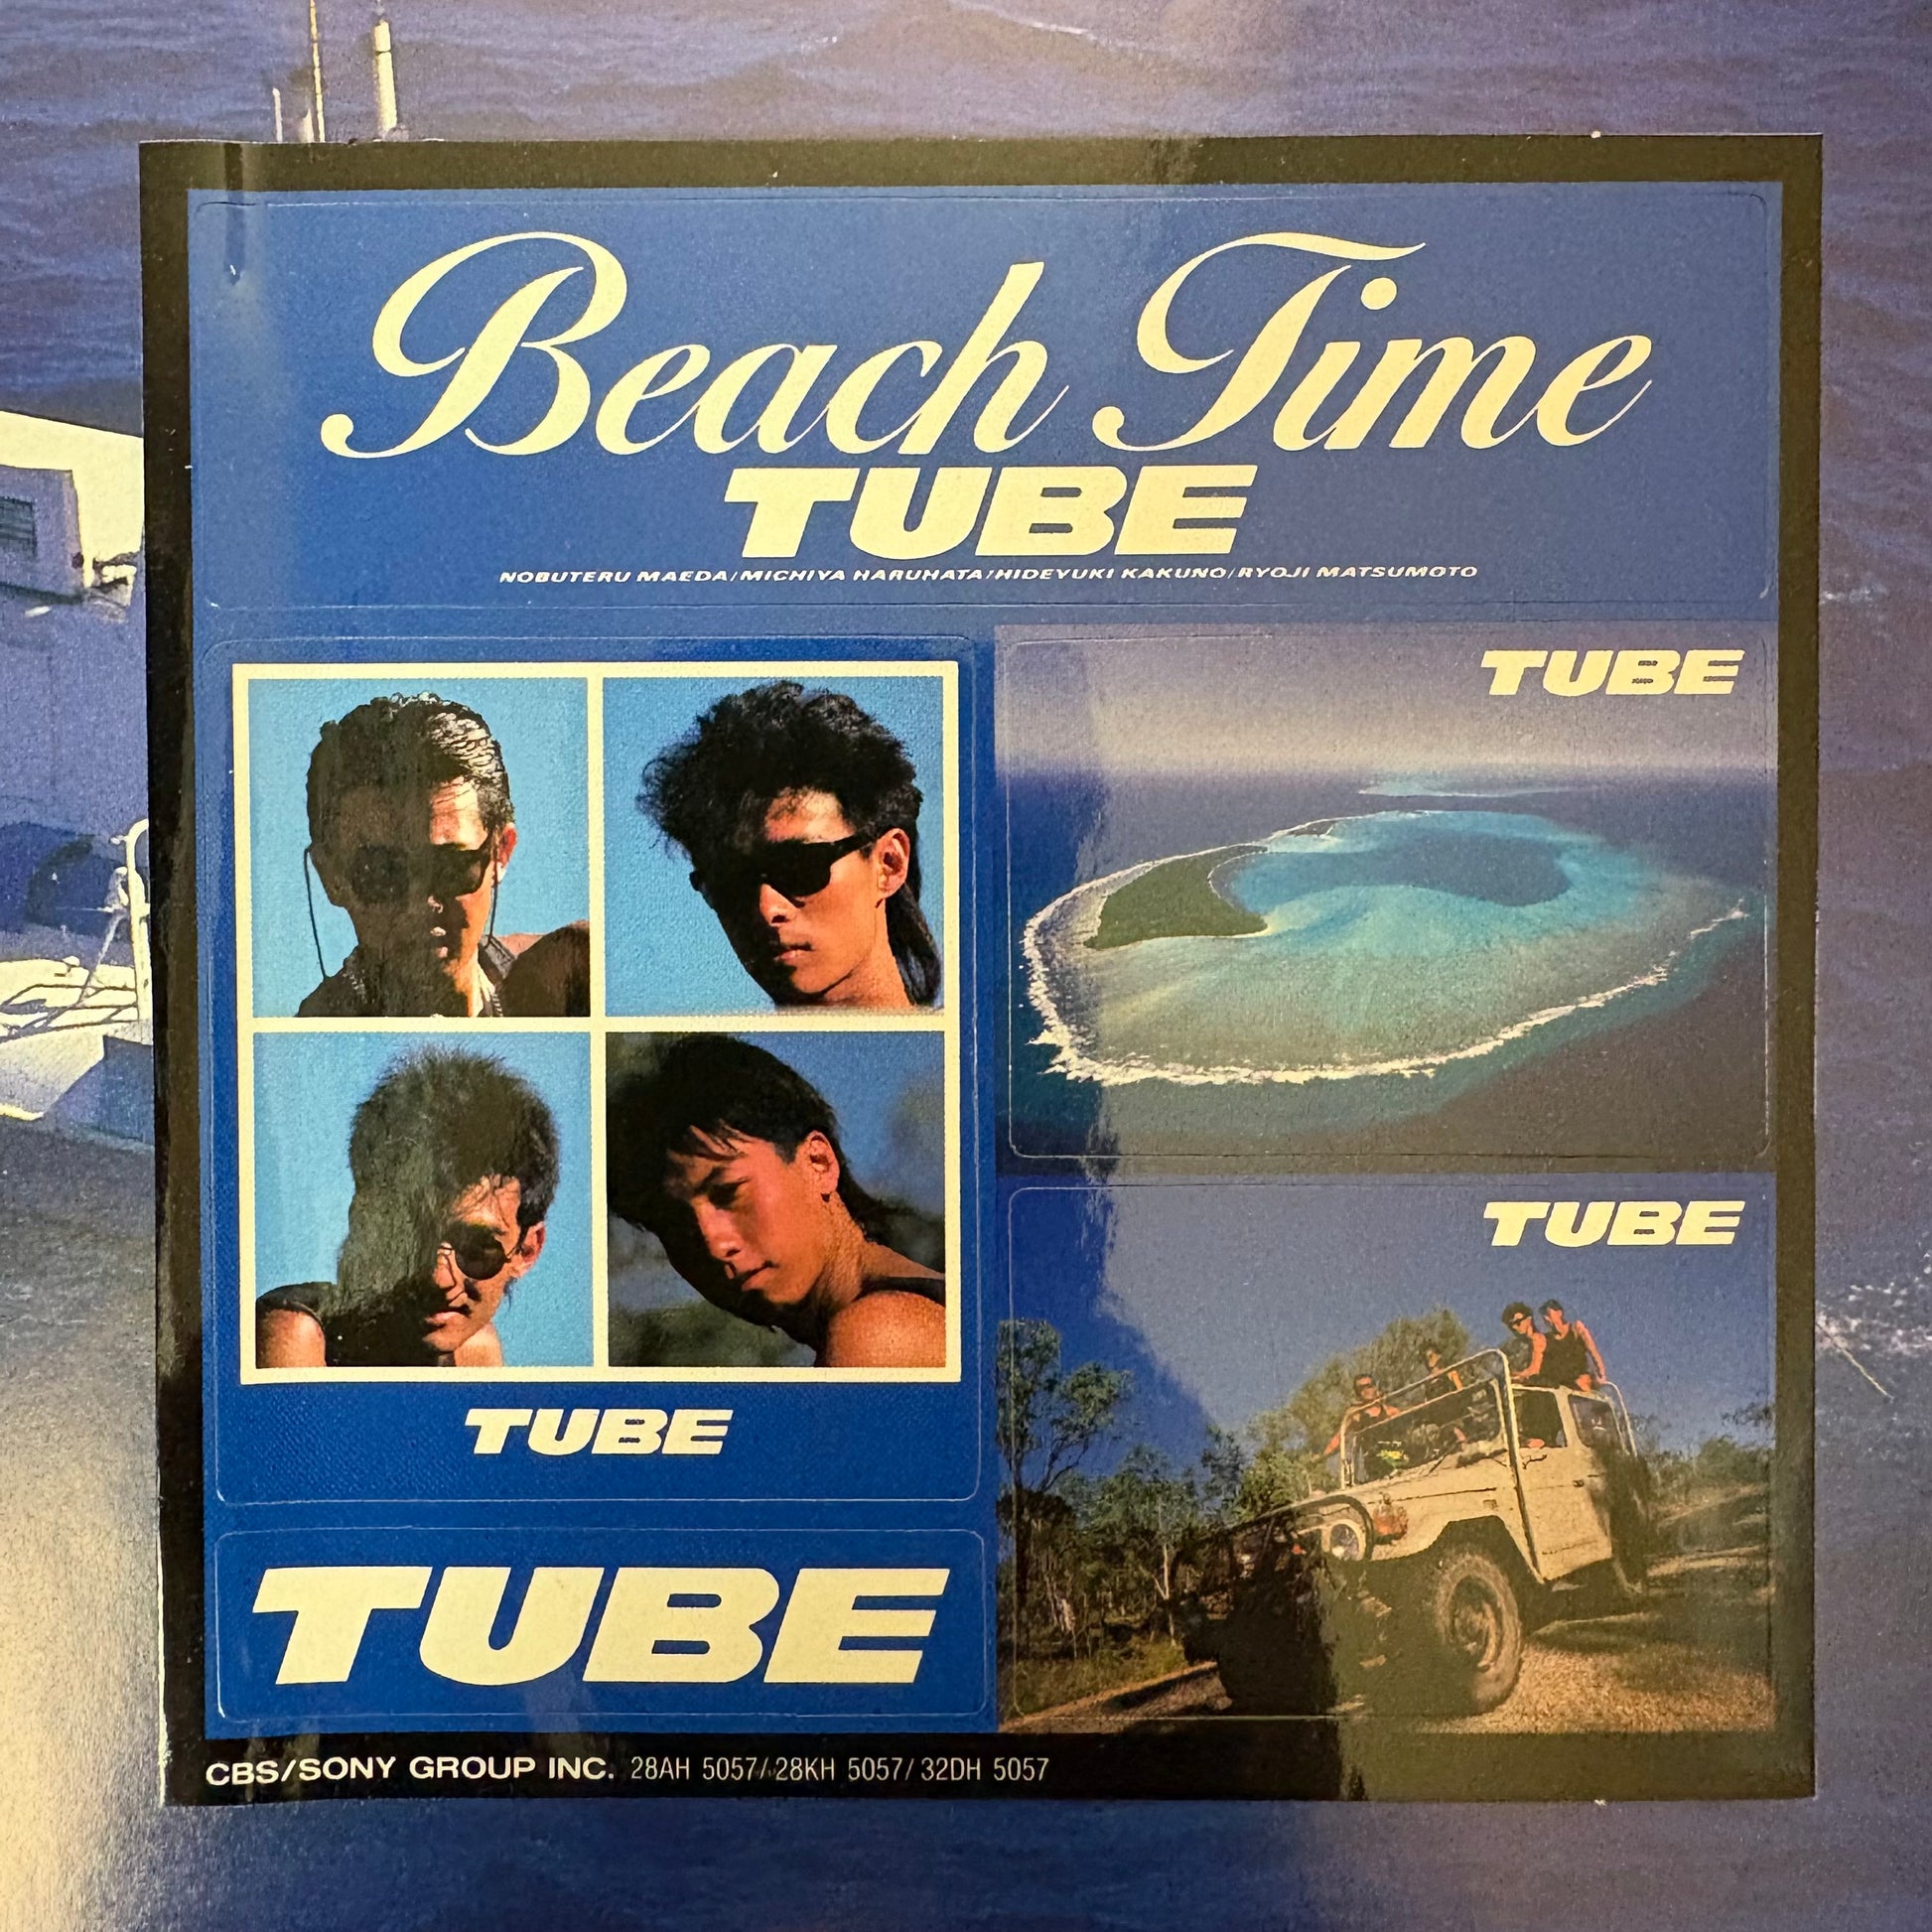 Beach Time
TUBE
NOBUTERU MAEDA/MICHIYA HARUHATA/HIDEYUKI KAKUNO/RYOJI MATSUMOTO
TUBE
TUBE
TUBE
TUBE
CBS/SONY GROUP INC. 28AH 5057/28KH 5057/32DH 5057